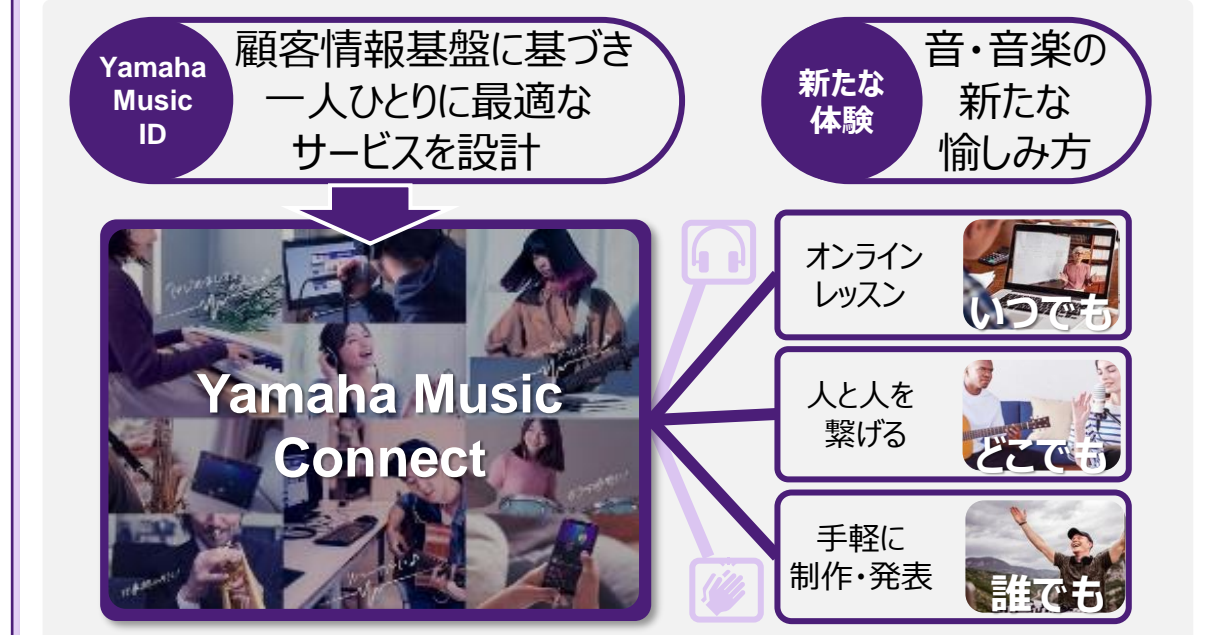 Yamaha
Music
ID
顧客情報基盤に基づき
一人ひとりに最適な
サービスを設計
新たな
体験
音・音楽の
新たな
愉しみ方
Yamaha Music
Connect
オンライン
レッスン
いつでも
人と人を
繋げる
どこでも
手軽に
制作・発表
誰でも